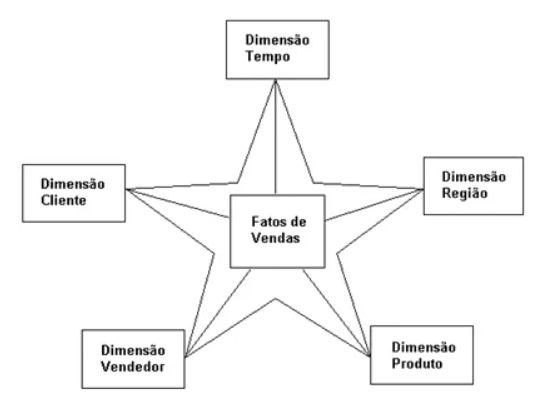 Dimensão
Tempo
Dimensão
Cliente
Dimensão
Região
Fatos de
Vendas
Dimensão
Vendedor
Dimensão
Produto